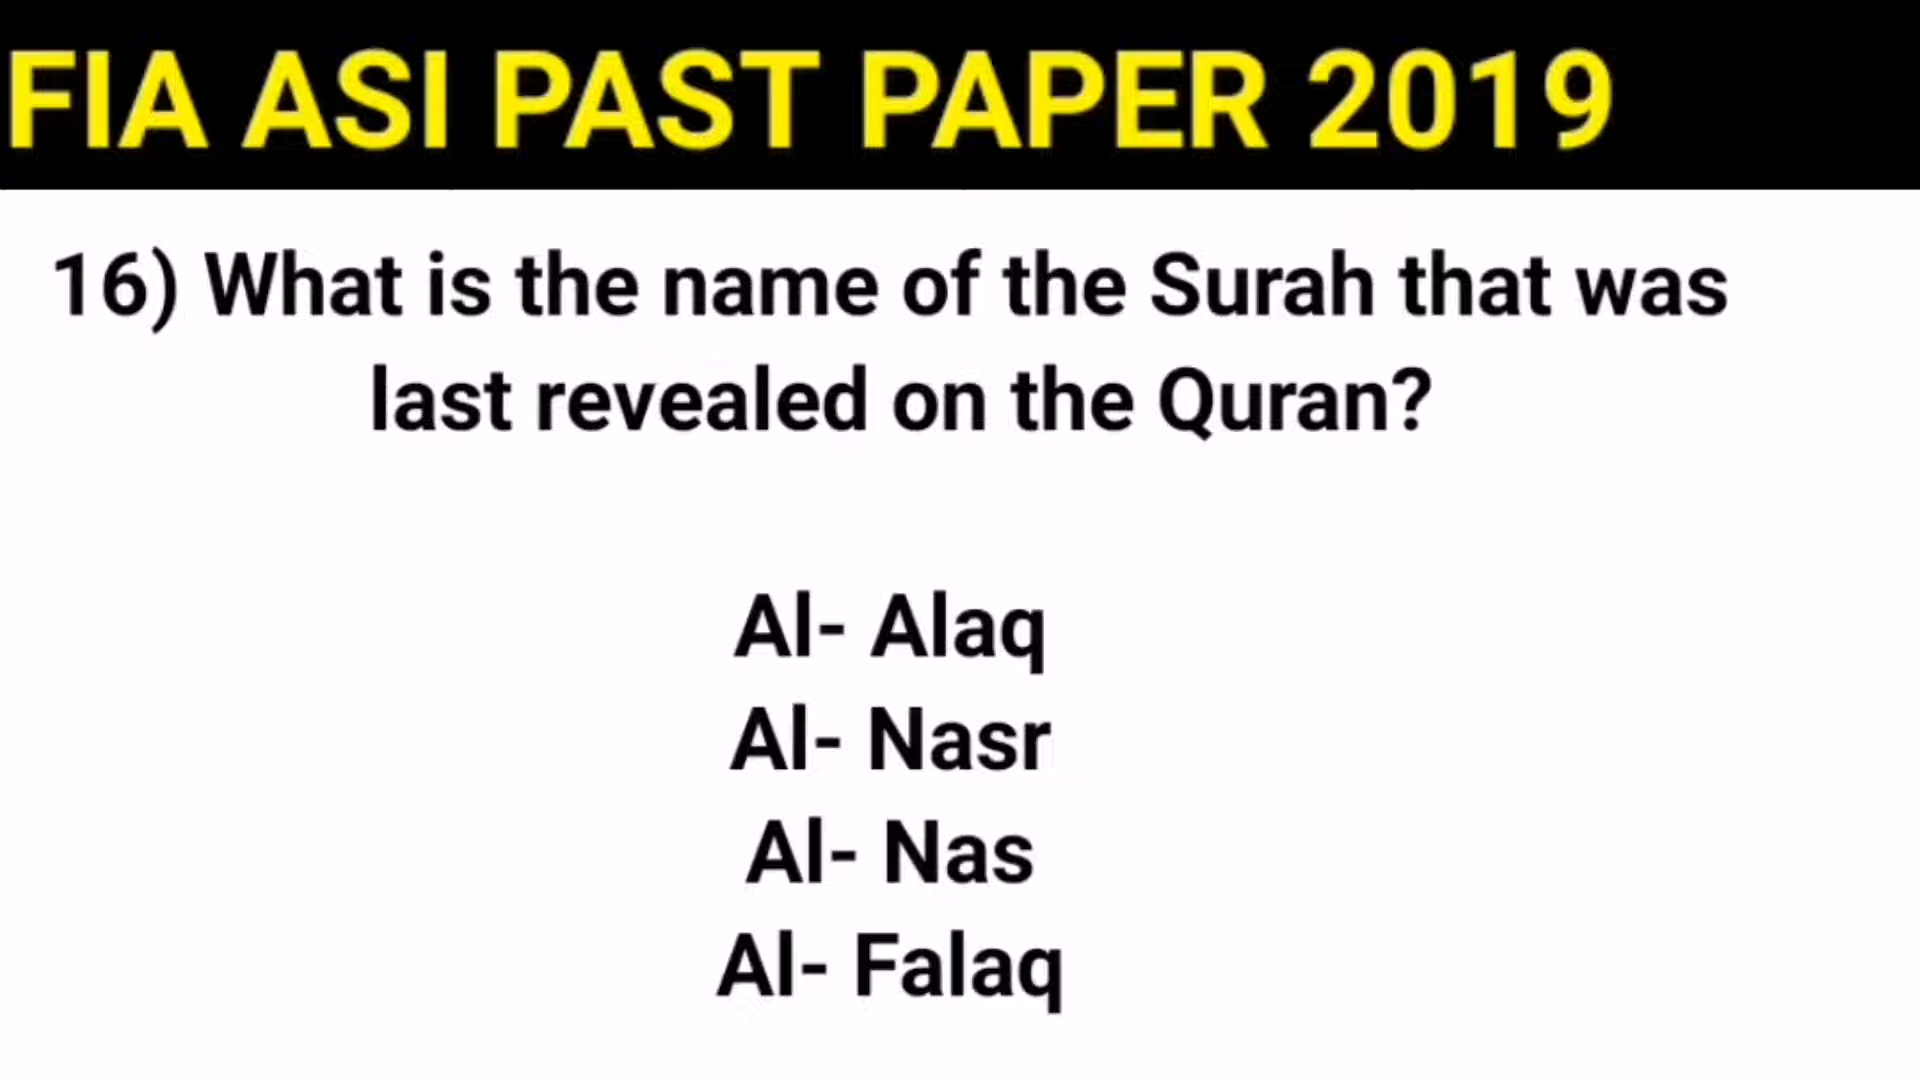 FIA ASI PAST PAPER 2019
16) What is the name of the Surah that was
last revealed on the Quran?
Al- Alaq
Al- Nasr
Al- Nas
Al- Falaq